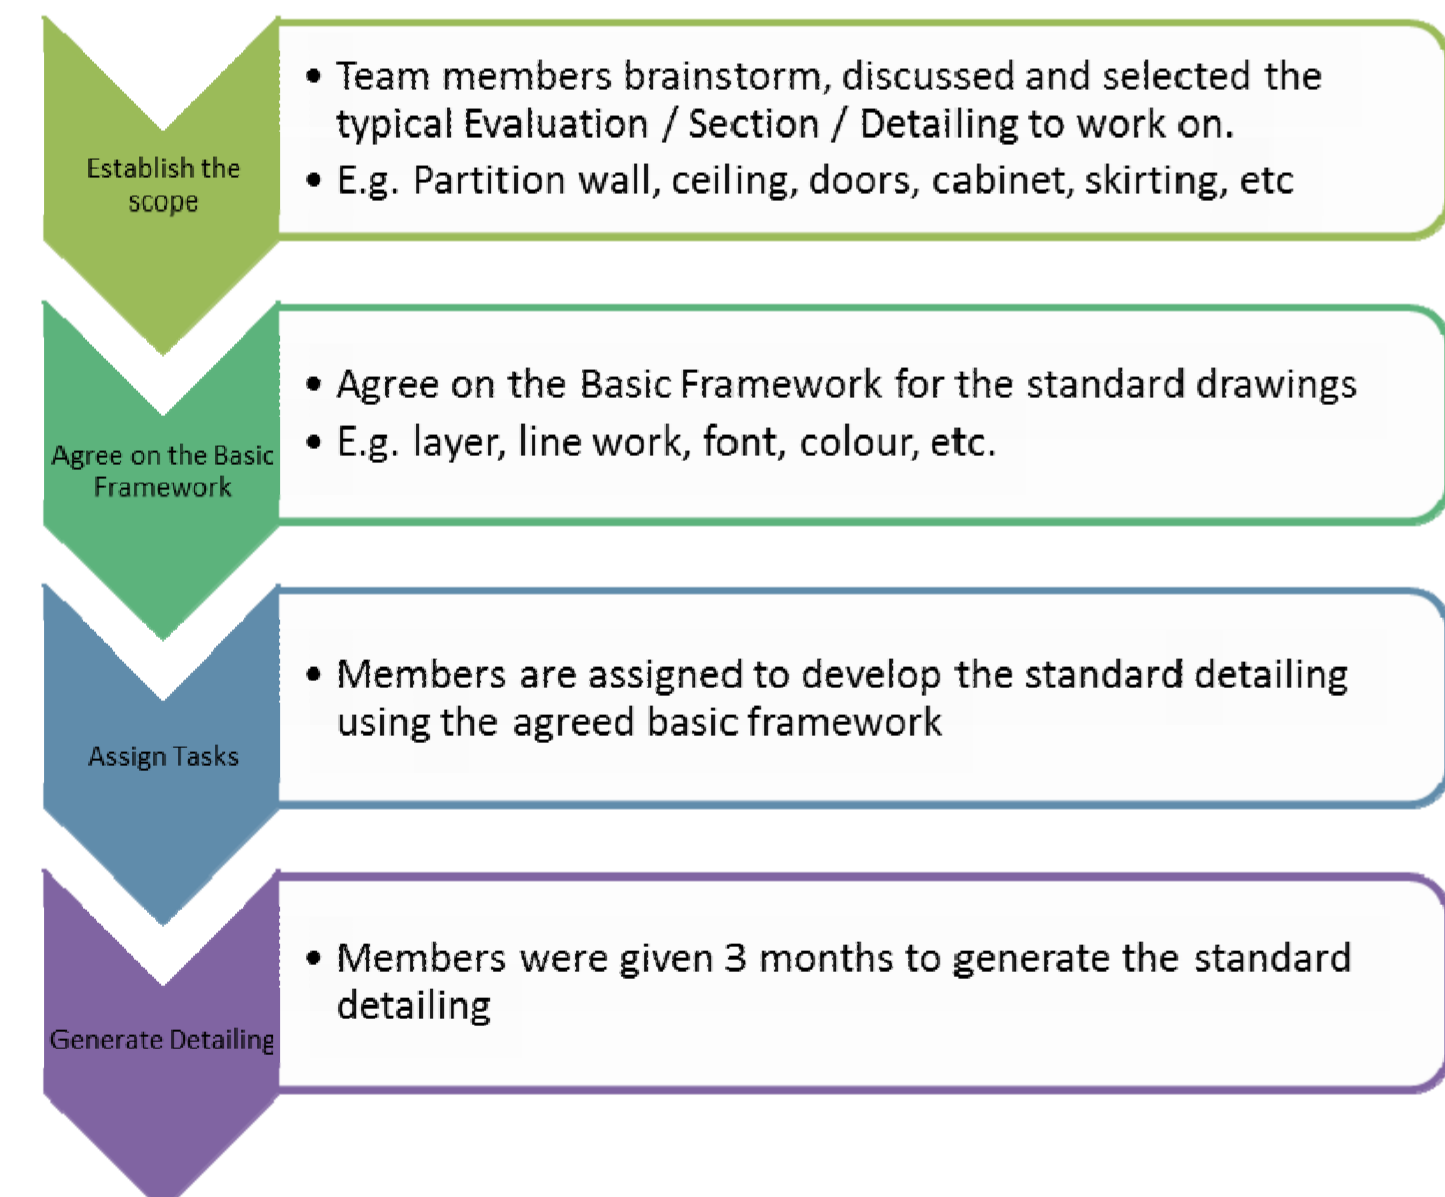 Establish the
scope
• Team members brainstorm, discussed and selected the
typical Evaluation / Section / Detailing to work on.
• E.g. Partition wall, ceiling, doors, cabinet, skirting, etc
Agree on the Basic
Framework
• Agree on the Basic Framework for the standard drawings
• E.g. layer, line work, font, colour, etc.
Assign Tasks
• Members are assigned to develop the standard detailing
using the agreed basic framework
Generate Detailing
• Members were given 3 months to generate the standard
detailing